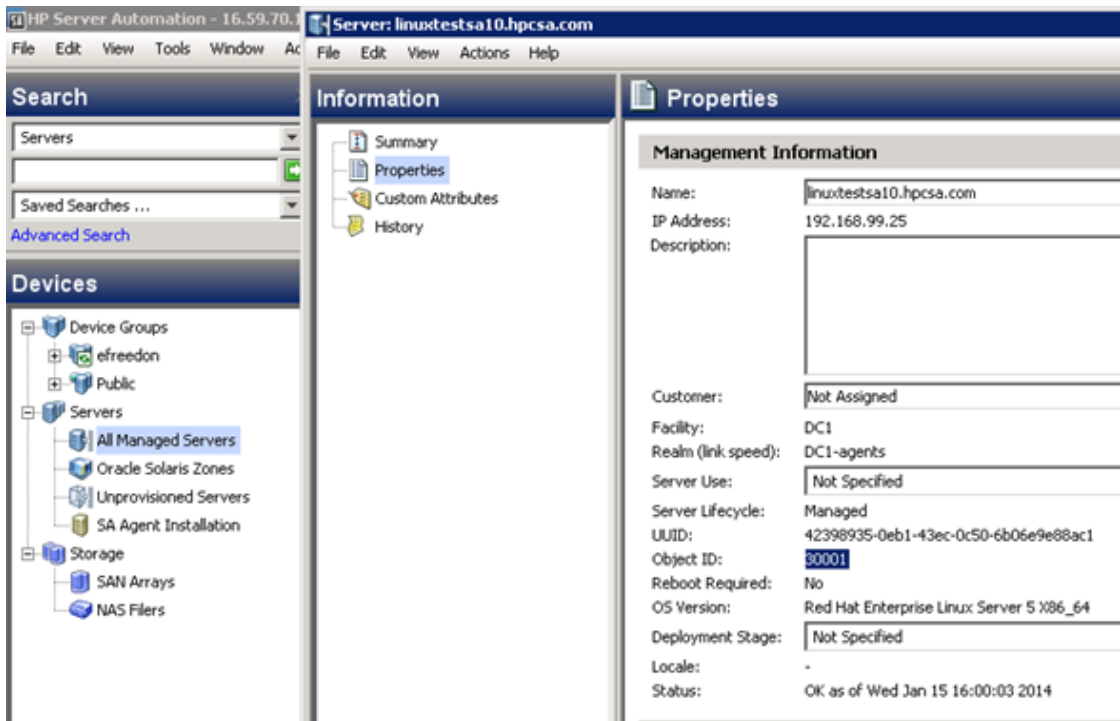 HP Server Automation - 16.59.70.1
File Edit View Tools Window Ac
Search
Servers
Saved Searches ...
Advanced Search
Devices
Device Groups
efreedon
Public
Servers
All Managed Servers
Oracle Solaris Zones
Unprovisioned Servers
SA Agent Installation
Storage
SAN Arrays
NAS Filers
Server: linuxtestsa10.hpcsa.com
File Edit View Actions Help
Information
Summary
Properties
Custom Attributes
History
Properties
Management Information
Name: linuxtestsa10.hpcsa.com
IP Address: 192.168.99.25
Description:
Customer: Not Assigned
Facility: DC1
Realm (link speed): DC1-agents
Server Use: Not Specified
Server Lifecycle: Managed
UUID: 42398935-0eb1-43ec-0c50-6b06e9e88ac1
Object ID: 30001
Reboot Required: No
OS Version: Red Hat Enterprise Linux Server 5 X86_64
Deployment Stage: Not Specified
Locale: -
Status: OK as of Wed Jan 15 16:00:03 2014